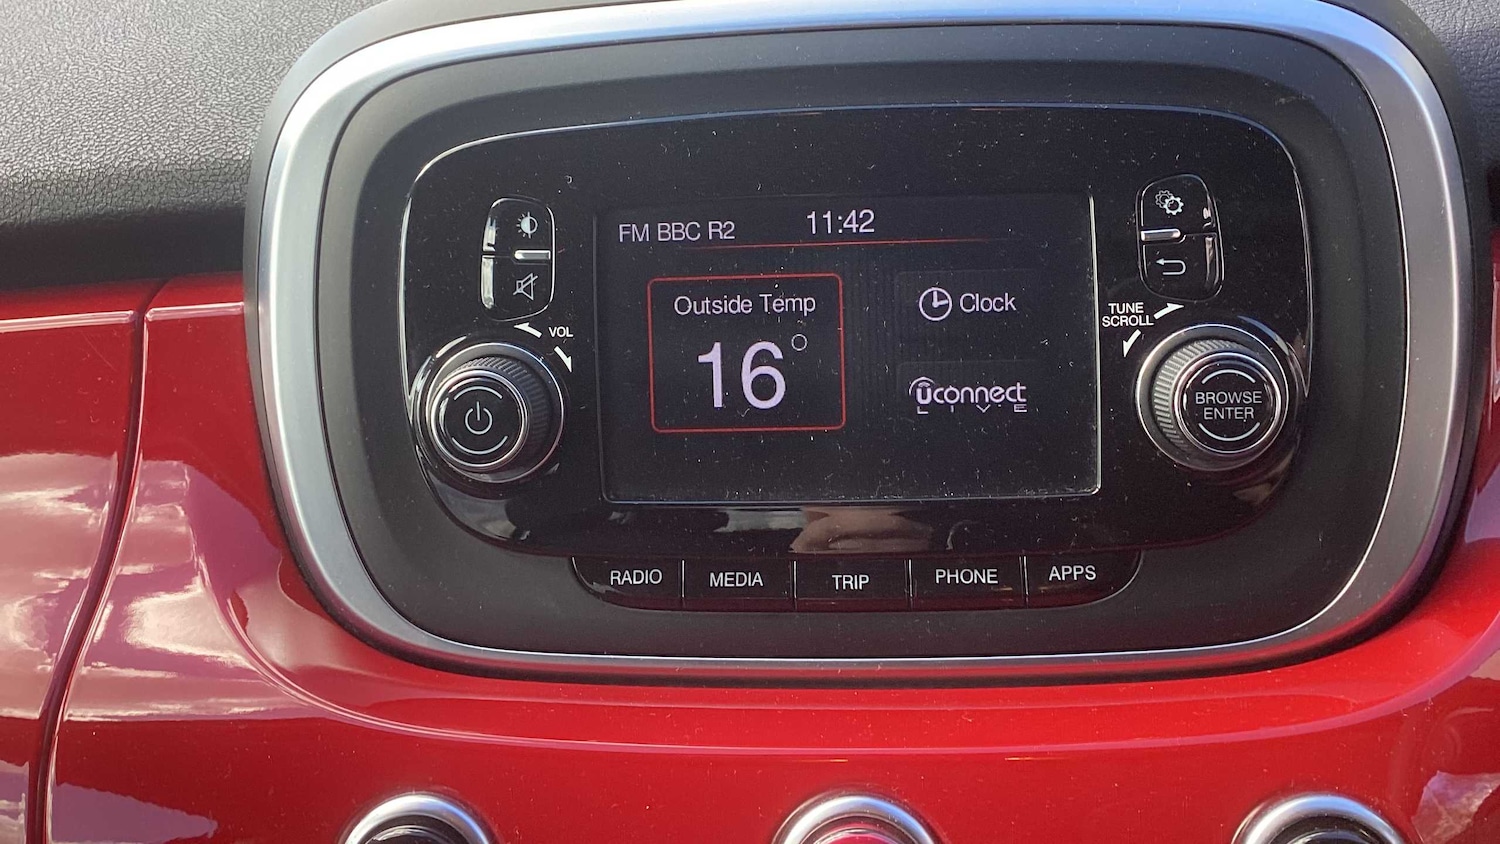 FM BBC R2 11:42
Outside Temp
16°
Clock
uconnect
LIVE
VOL
TUNE
SCROLL
BROWSE
ENTER
RADIO MEDIA TRIP PHONE APPS